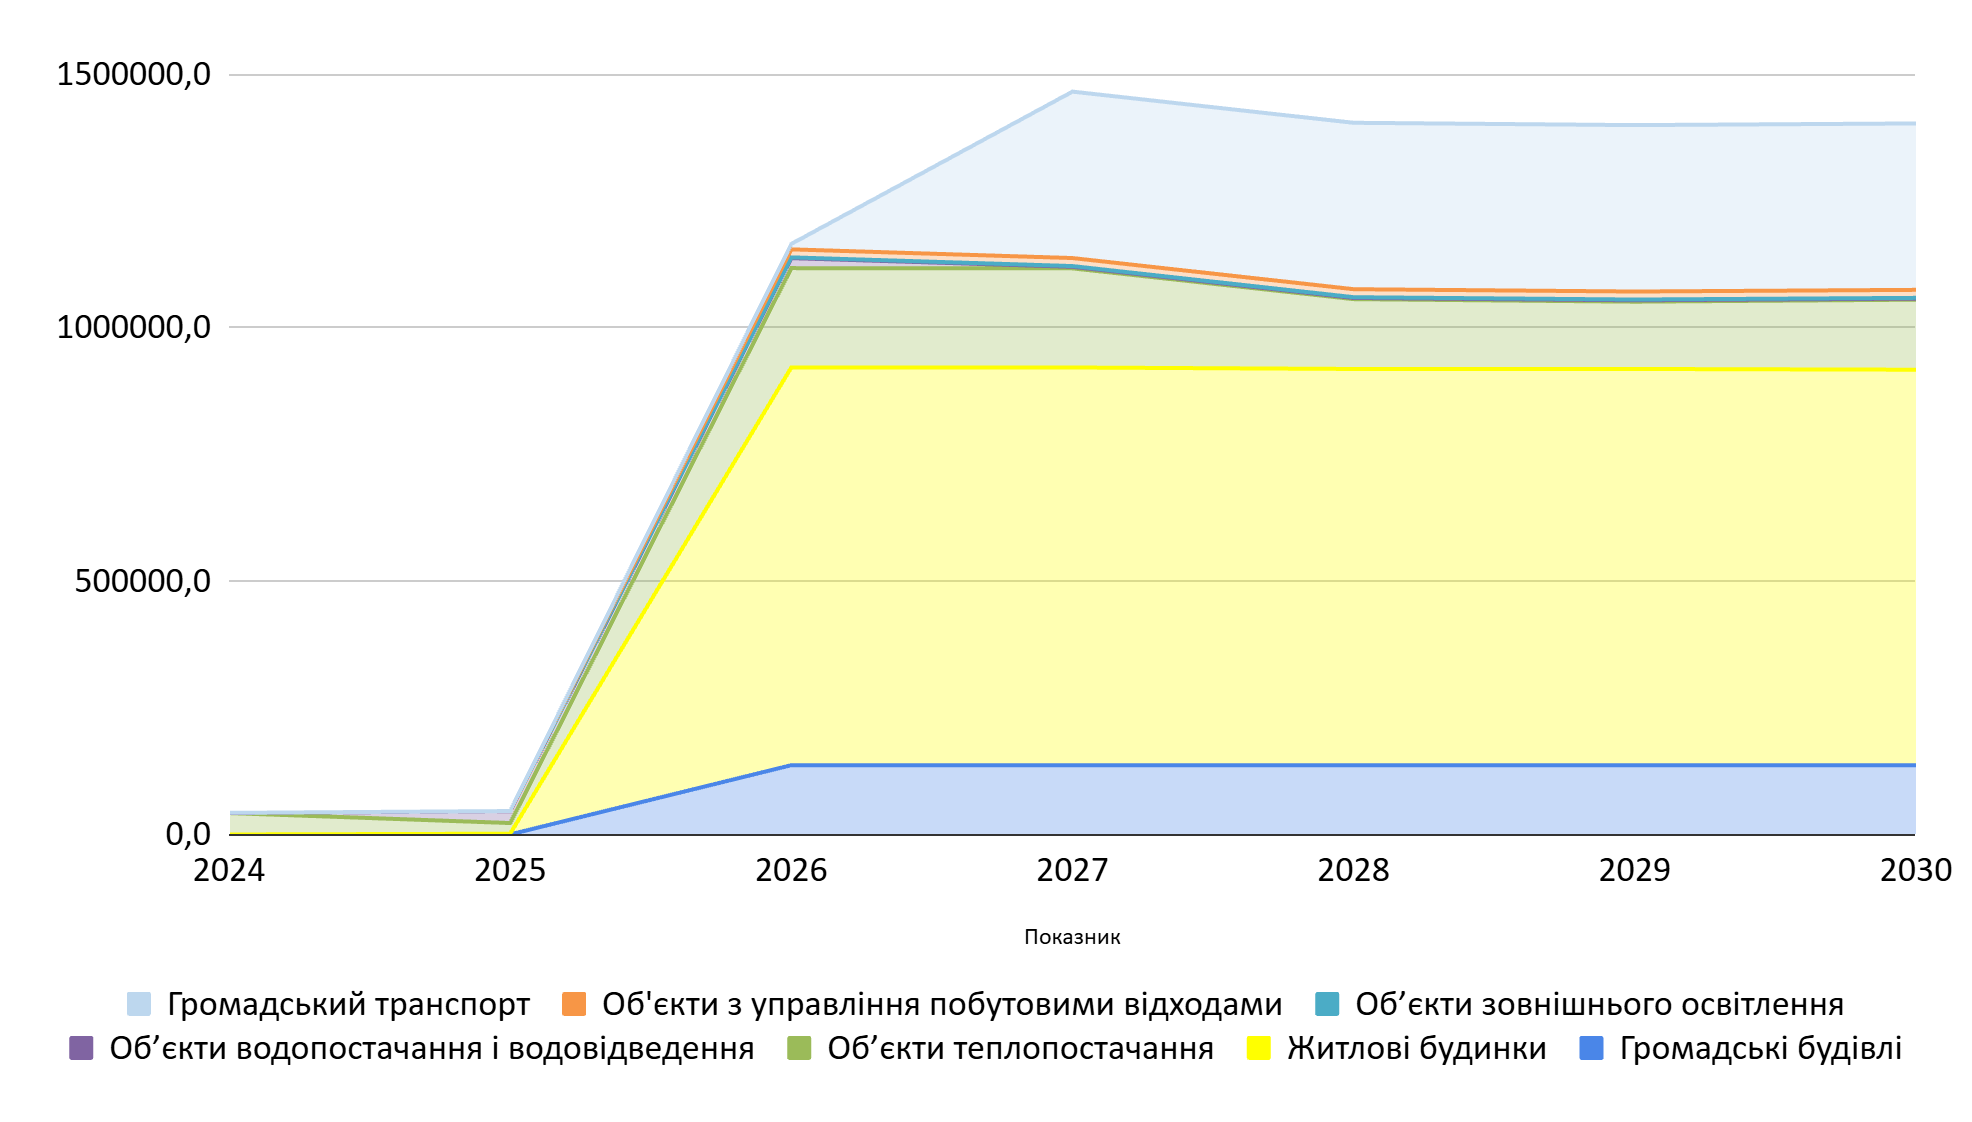 1500000,0
1000000,0
500000,0
0,0
2024 2025 2026 2027 2028 2029 2030
Показник
Громадський транспорт Об'єкти з управління побутовими відходами Об’єкти зовнішнього освітлення
Об’єкти водопостачання і водовідведення Об’єкти теплопостачання Житлові будинки Громадські будівлі